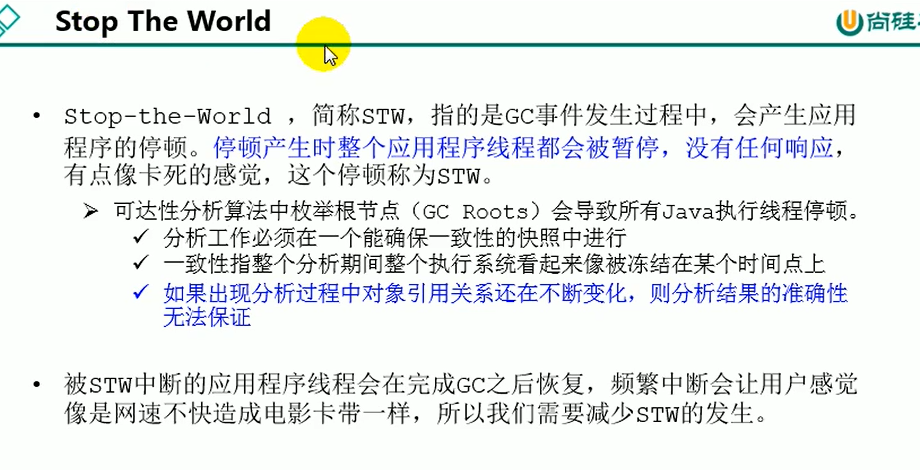 Stop The World
尚硅
• Stop-the-World ，简称STW，指的是GC事件发生过程中，会产生应用
程序的停顿。停顿产生时整个应用程序线程都会被暂停，没有任何响应，
有点像卡死的感觉，这个停顿称为STW。
➢ 可达性分析算法中枚举根节点（GC Roots）会导致所有Java执行线程停顿。
✓ 分析工作必须在一个能确保一致性的快照中进行
✓ 一致性指整个分析期间整个执行系统看起来像被冻结在某个时间点上
✓ 如果出现分析过程中对象引用关系还在不断变化，则分析结果的准确性
无法保证
• 被STW中断的应用程序线程会在完成GC之后恢复，频繁中断会让用户感觉
像是网速不快造成电影卡带一样，所以我们需要减少STW的发生。